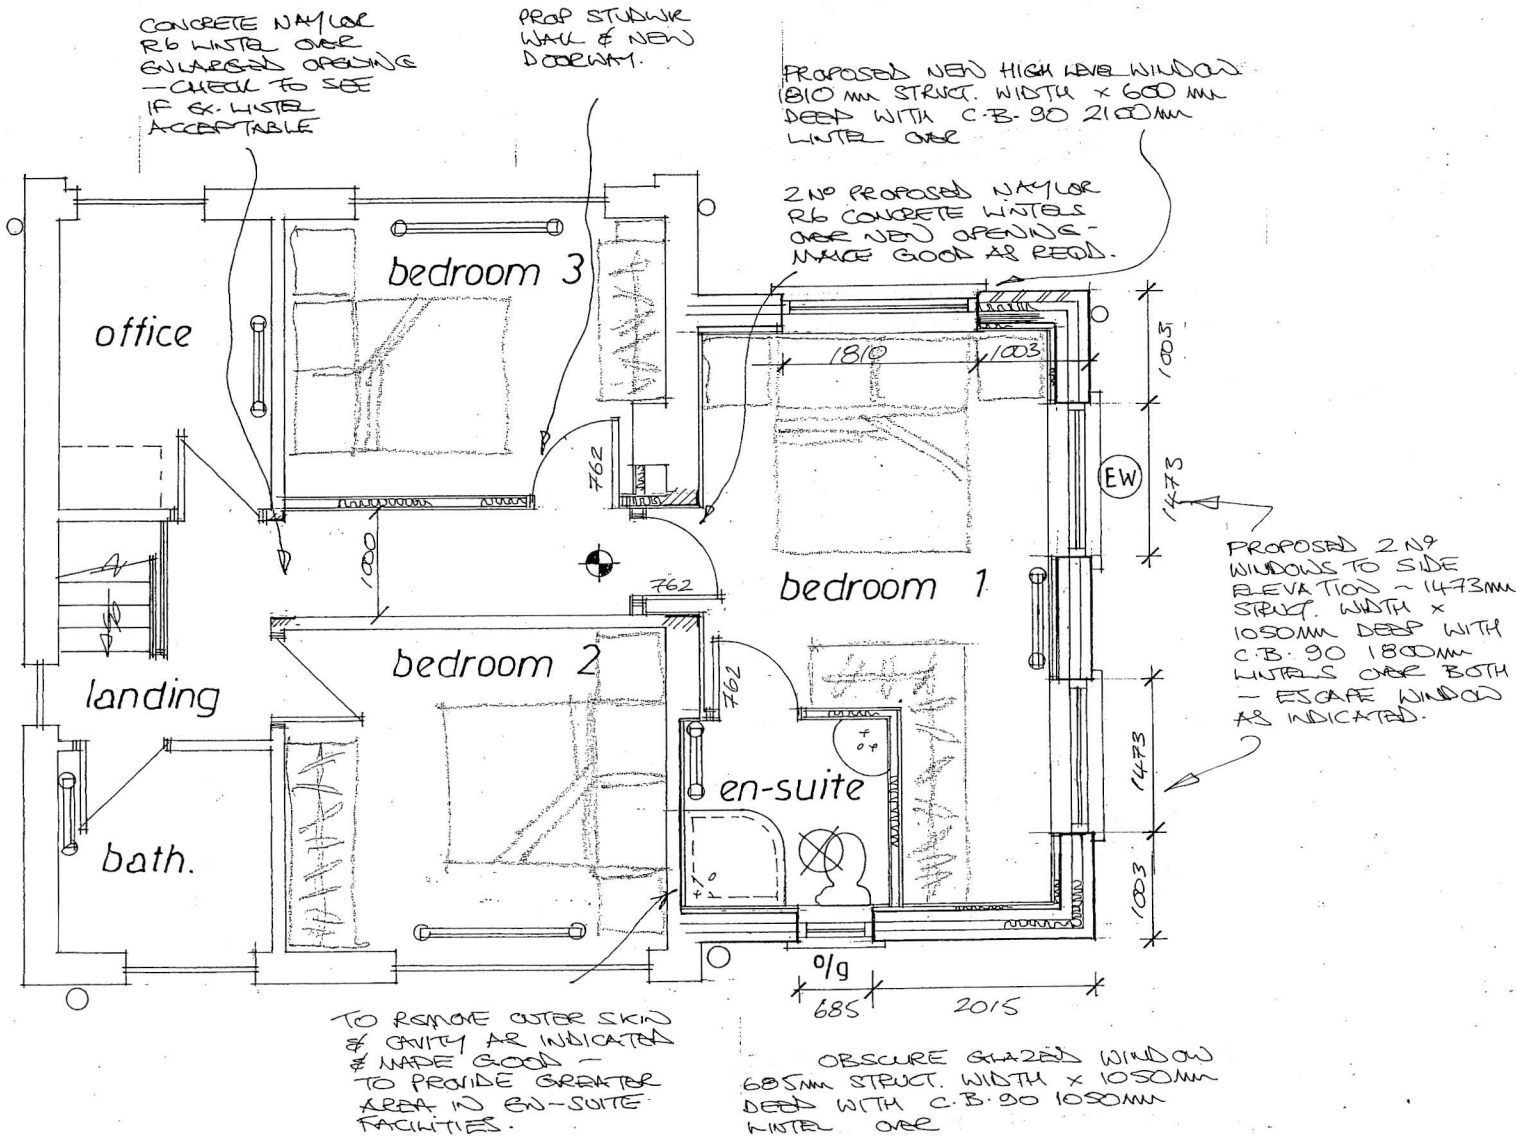 CONCRETE NAYLOR
R6 LINTEL OVER
ENLARGED OPENING
- CHECK TO SEE
IF EX. LINTEL
ACCEPTABLE
PROP STUDWK
WALL & NEW
DOORWAY.
PROPOSED NEW HIGH LEVEL WINDOW
1810 mm STRUCT. WIDTH x 600 mm
DEEP WITH C.B. 90 2100mm
LINTEL OVER
2 Nº PROPOSED NAYLOR
R6 CONCRETE LINTELS
OVER NEW OPENING -
MAKE GOOD AS REQD.
office
bedroom 3
1810
1003
1003
762
EW
1473
1000
762
bedroom 1
PROPOSED 2 Nº
WINDOWS TO SIDE
ELEVATION - 1473mm
STRUCT. WIDTH x
1050mm DEEP WITH
C.B. 90 1800mm
LINTELS OVER BOTH
- ESCAPE WINDOW
AS INDICATED.
landing
bedroom 2
762
1473
en-suite
bath.
1003
o/g
685
2015
TO REMOVE OUTER SKIN
& CAVITY AS INDICATED
& MADE GOOD -
TO PROVIDE GREATER
AREA IN EN-SUITE
FACILITIES.
OBSCURE GLAZED WINDOW
685mm STRUCT. WIDTH x 1050mm
DEEP WITH C.B. 90 1050mm
LINTEL OVER